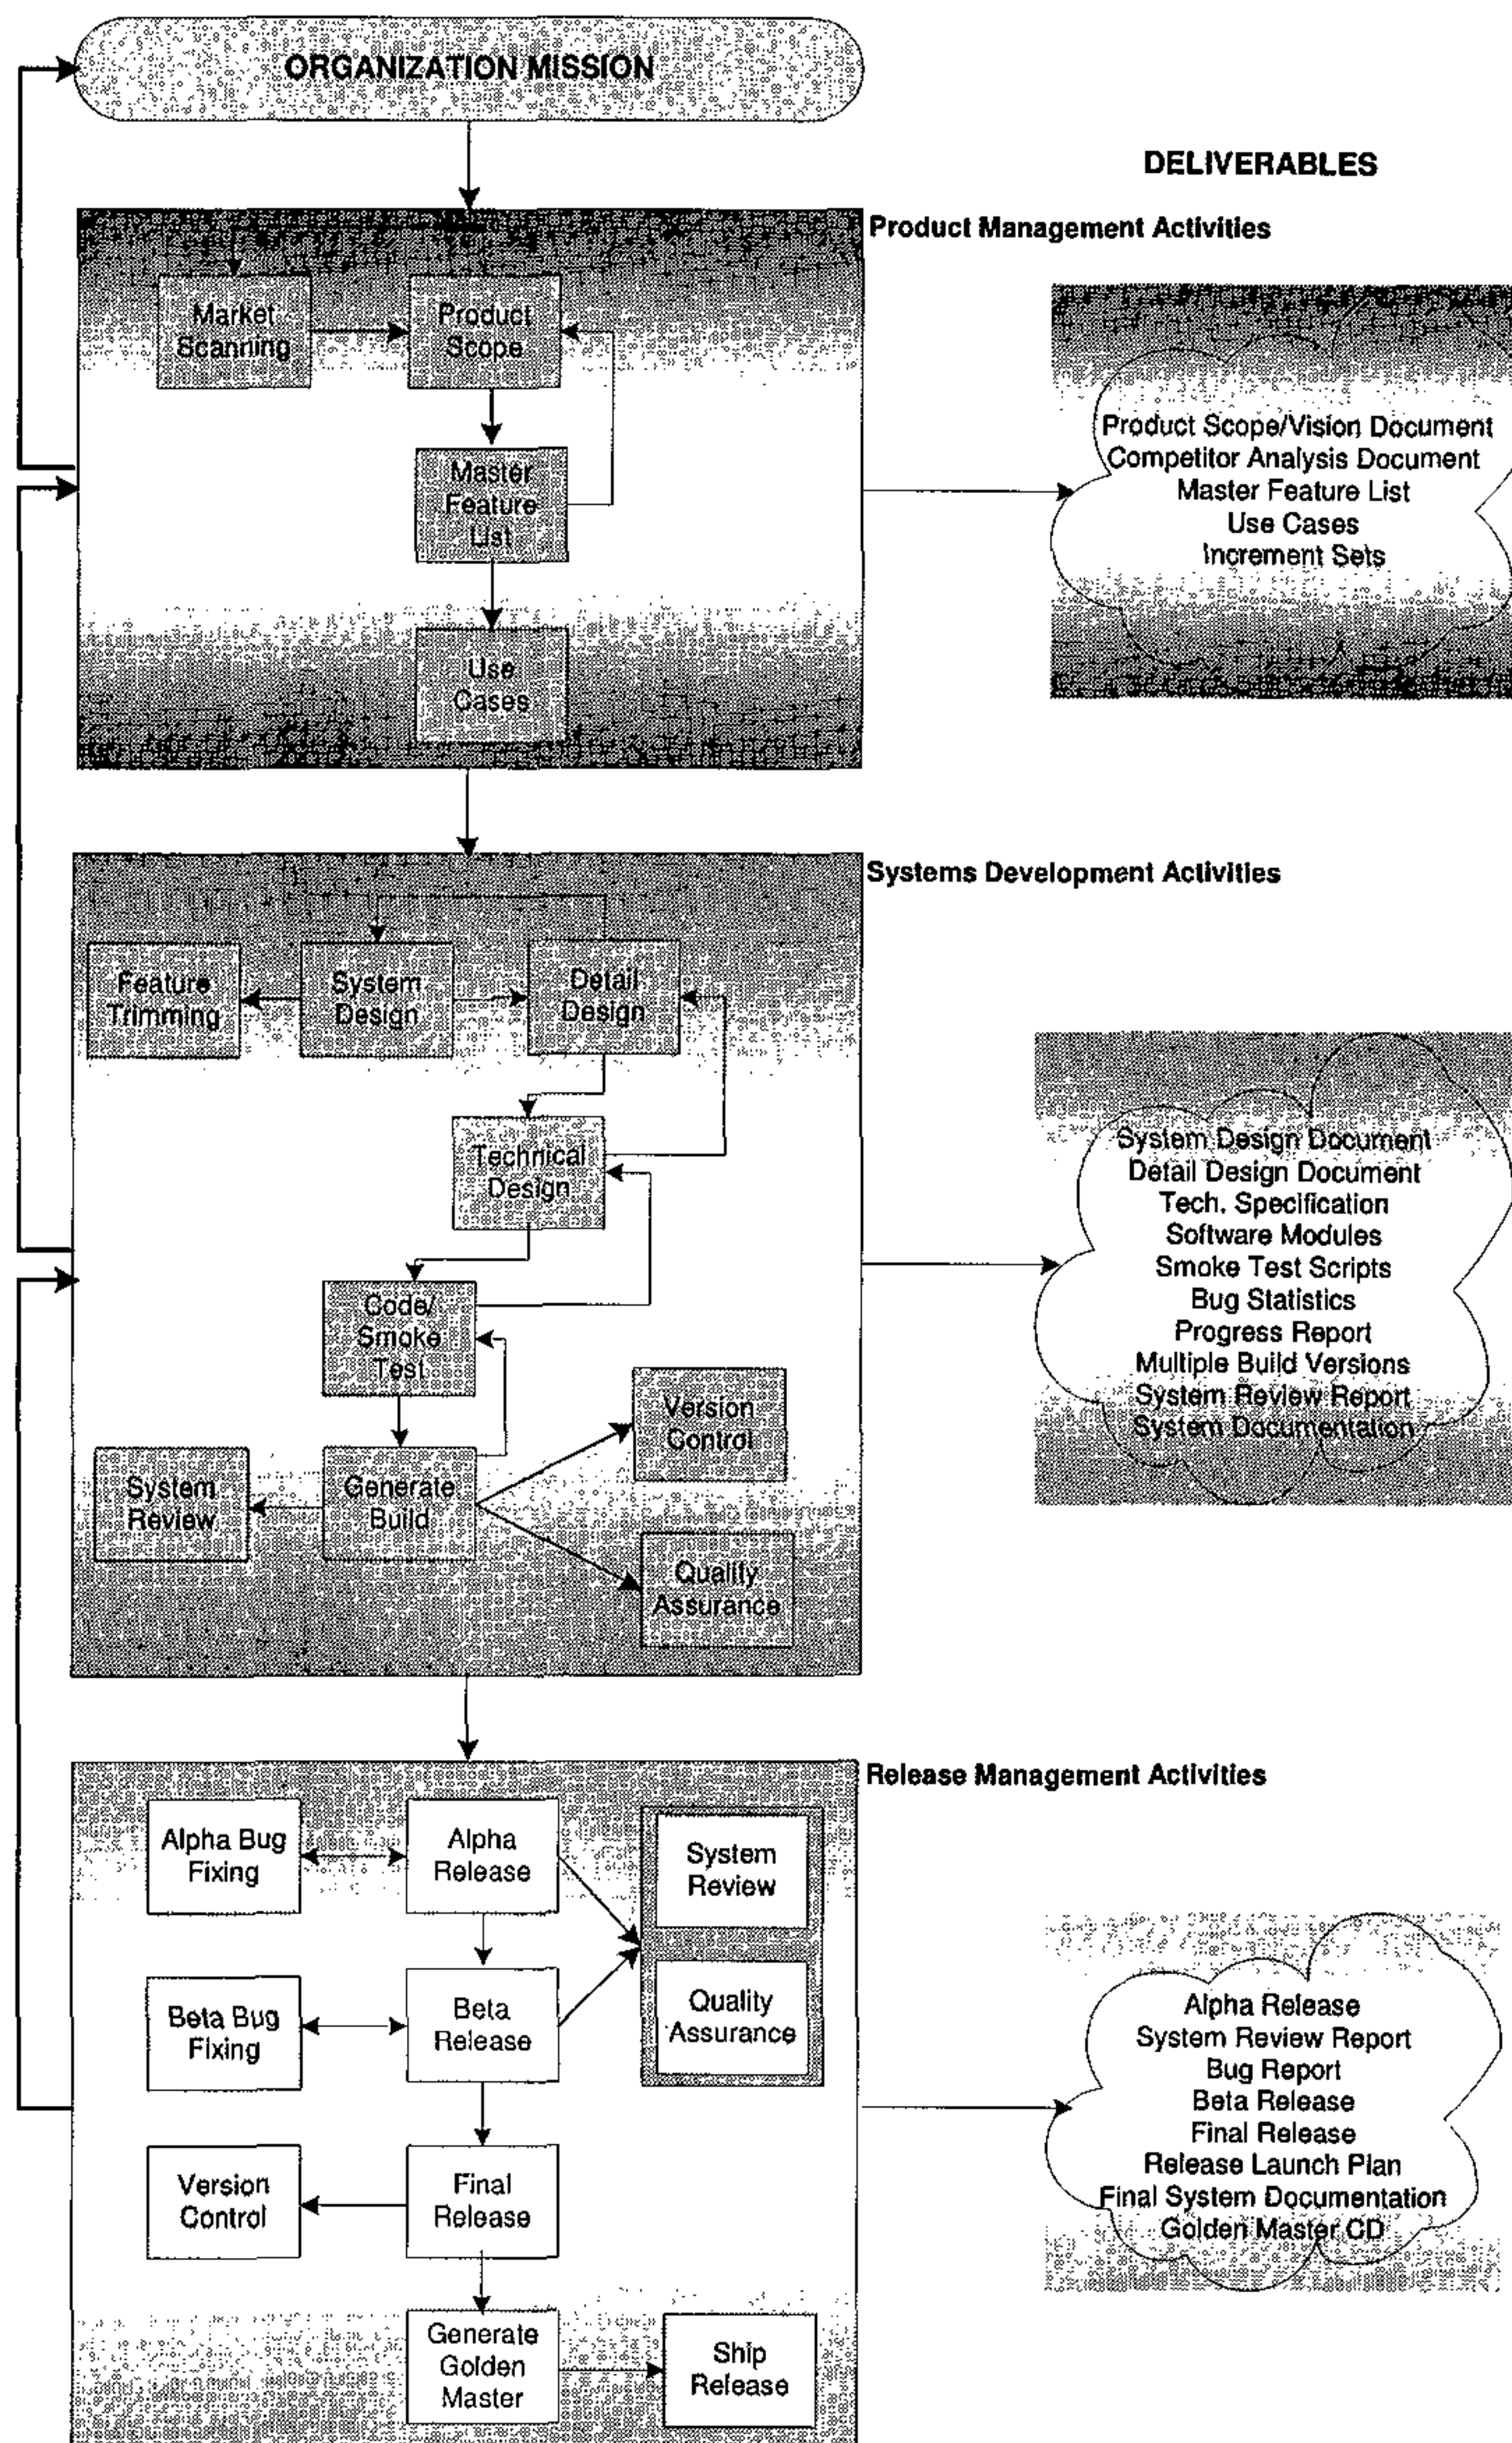 ORGANIZATION MISSION
DELIVERABLES
Product Management Activities
Market
Scanning
Product
Scope
Master
Feature
List
Use
Cases
Product Scope/Vision Document
Competitor Analysis Document
Master Feature List
Use Cases
Increment Sets
Systems Development Activities
Feature
Trimming
System
Design
Detail
Design
Technical
Design
Code/
Smoke
Test
Version
Control
System
Review
Generate
Build
Quality
Assurance
System Design Document
Detail Design Document
Tech. Specification
Software Modules
Smoke Test Scripts
Bug Statistics
Progress Report
Multiple Build Versions
System Review Report
System Documentation
Release Management Activities
Alpha Bug
Fixing
Alpha
Release
System
Review
Beta Bug
Fixing
Beta
Release
Quality
Assurance
Version
Control
Final
Release
Generate
Golden
Master
Ship
Release
Alpha Release
System Review Report
Bug Report
Beta Release
Final Release
Release Launch Plan
Final System Documentation
Golden Master CD